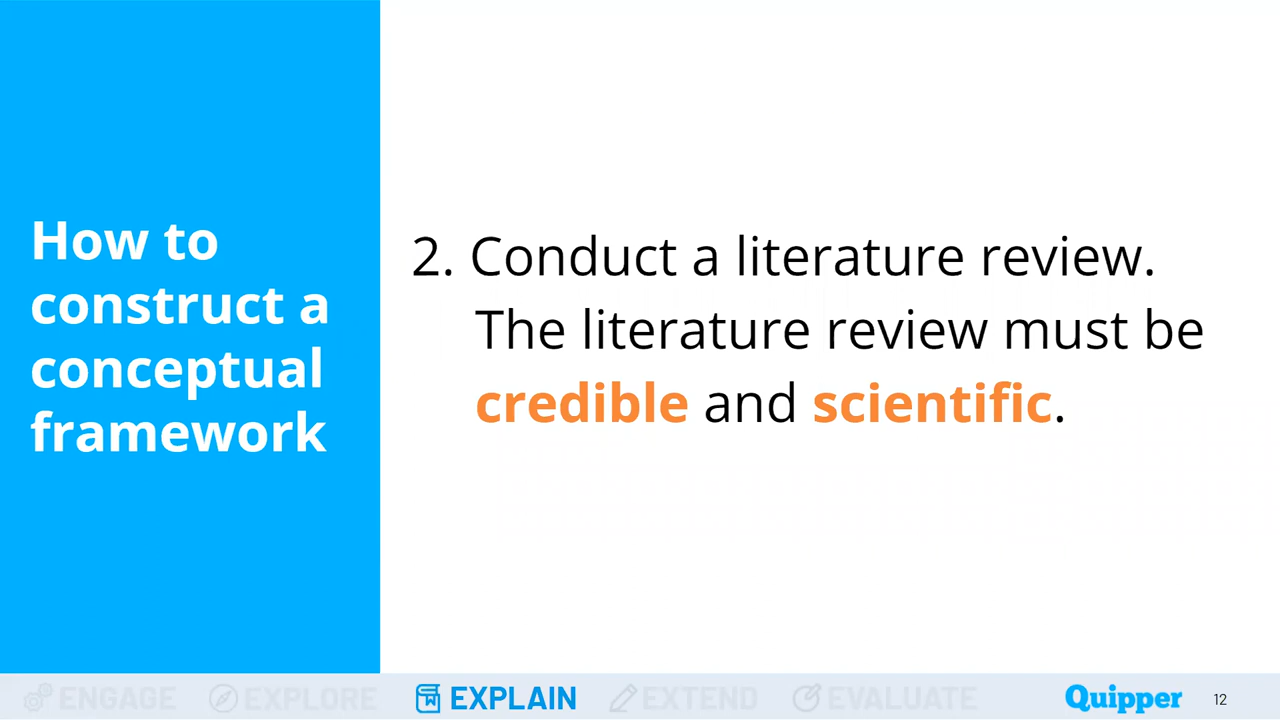 How to
construct a
conceptual
framework
2. Conduct a literature review.
The literature review must be
credible and scientific.
ENGAGE
EXPLORE
EXPLAIN
EXTEND
EVALUATE
Quipper
12